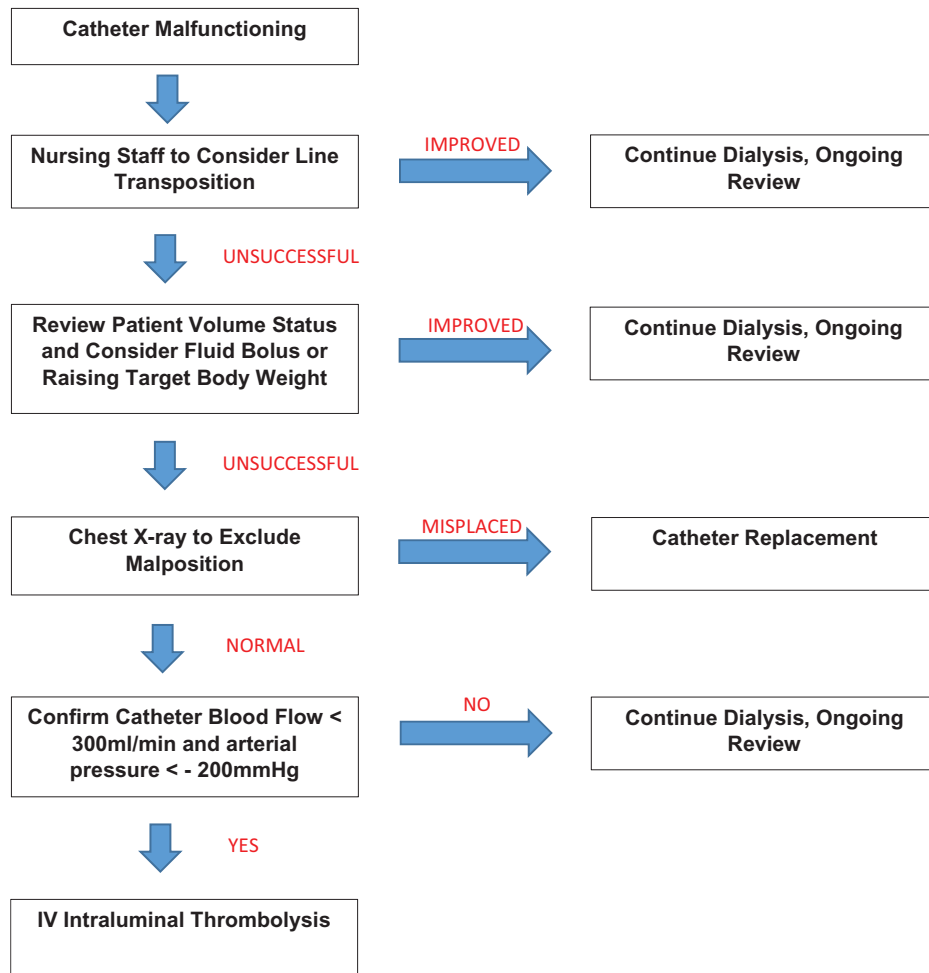 Catheter Malfunctioning
Nursing Staff to Consider Line
Transposition
IMPROVED
Continue Dialysis, Ongoing
Review
UNSUCCESSFUL
Review Patient Volume Status
and Consider Fluid Bolus or
Raising Target Body Weight
IMPROVED
Continue Dialysis, Ongoing
Review
UNSUCCESSFUL
Chest X-ray to Exclude
Malposition
MISPLACED
Catheter Replacement
NORMAL
Confirm Catheter Blood Flow <
300ml/min and arterial
pressure < - 200mmHg
NO
Continue Dialysis, Ongoing
Review
YES
IV Intraluminal Thrombolysis